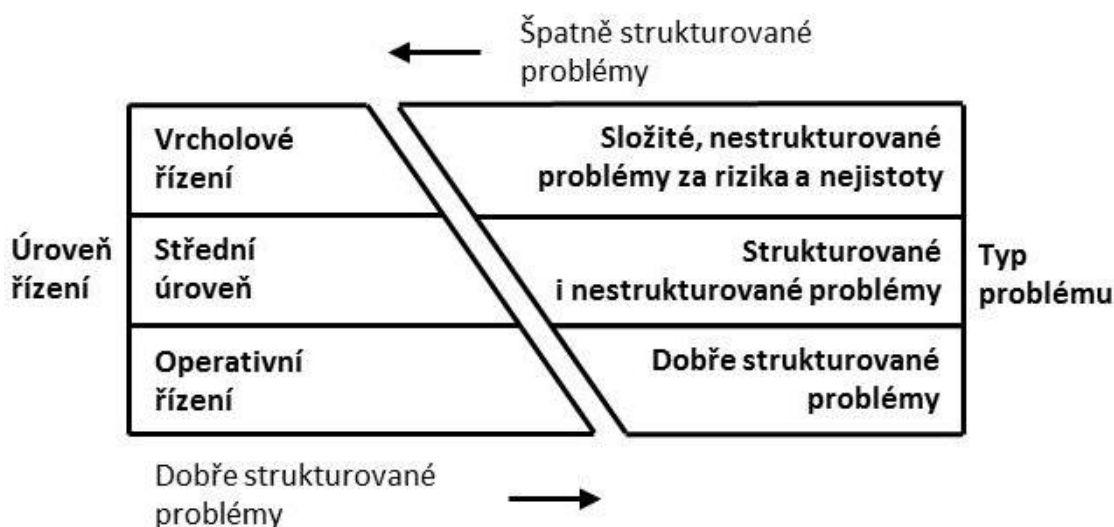 Špatně strukturované
problémy
Vrcholové
řízení
Složité, nestrukturované
problémy za rizika a nejistoty
Úroveň
řízení
Střední
úroveň
Strukturované
i nestrukturované problémy
Typ
problému
Operativní
řízení
Dobře strukturované
problémy
Dobře strukturované
problémy